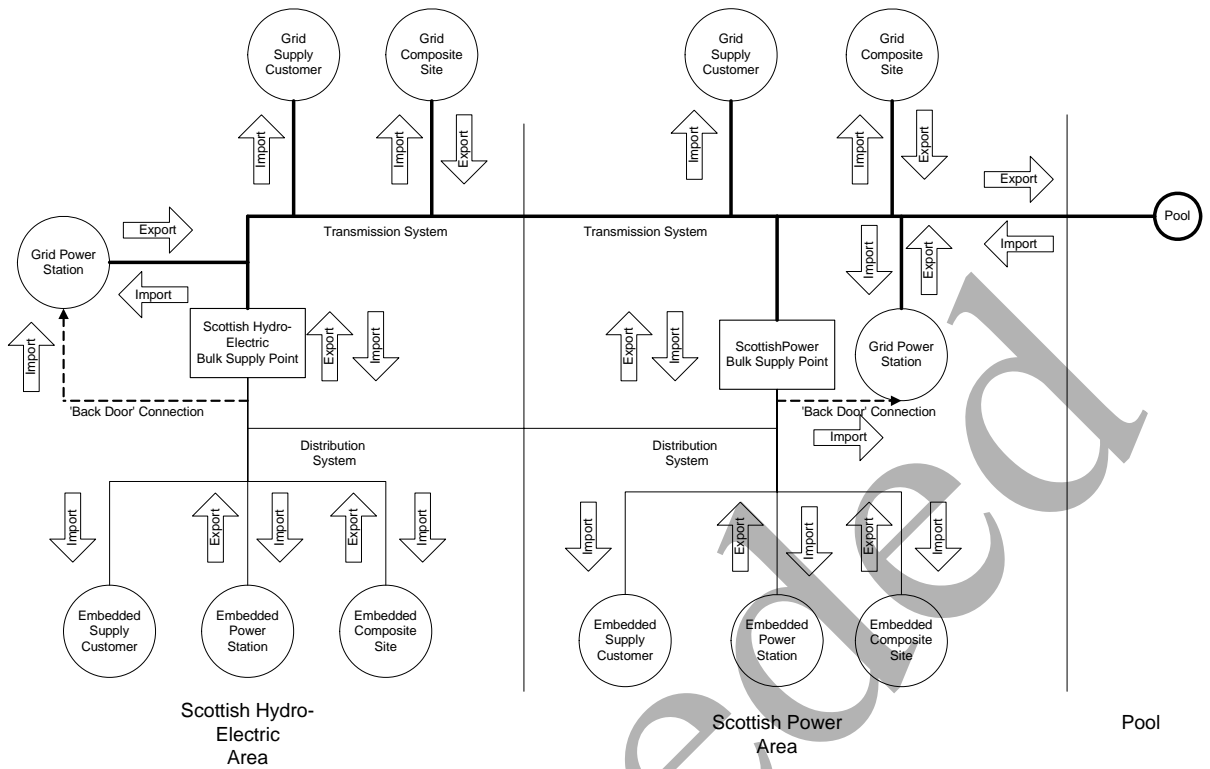 Grid
Supply
Customer
Grid
Composite
Site
Grid
Supply
Customer
Grid
Composite
Site
Import
Import
Export
Import
Import
Export
Export
Export
Pool
Transmission System
Transmission System
Grid Power
Station
Import
Import
Export
Import
Import
Scottish Hydro-
Electric
Bulk Supply Point
Export
Import
Export
Import
ScottishPower
Bulk Supply Point
Grid Power
Station
'Back Door' Connection
'Back Door' Connection
Import
Distribution
System
Distribution
System
Import
Export
Import
Export
Import
Import
Export
Import
Export
Import
Embedded
Supply
Customer
Embedded
Power
Station
Embedded
Composite
Site
Embedded
Supply
Customer
Embedded
Power
Station
Embedded
Composite
Site
Scottish Hydro-
Electric
Area
Scottish Power
Area
Pool
eded